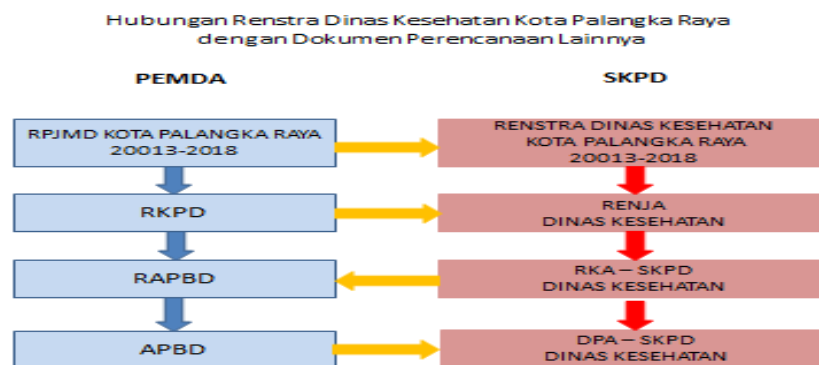 Hubungan Renstra Dinas Kesehatan Kota Palangka Raya
dengan Dokumen Perencanaan Lainnya
PEMDA
SKPD
RPJMD KOTA PALANGKA RAYA
20013-2018
RENSTRA DINAS KESEHATAN
KOTA PALANGKA RAYA
20013-2018
RKPD
RENJA
DINAS KESEHATAN
RAPBD
RKA – SKPD
DINAS KESEHATAN
APBD
DPA – SKPD
DINAS KESEHATAN